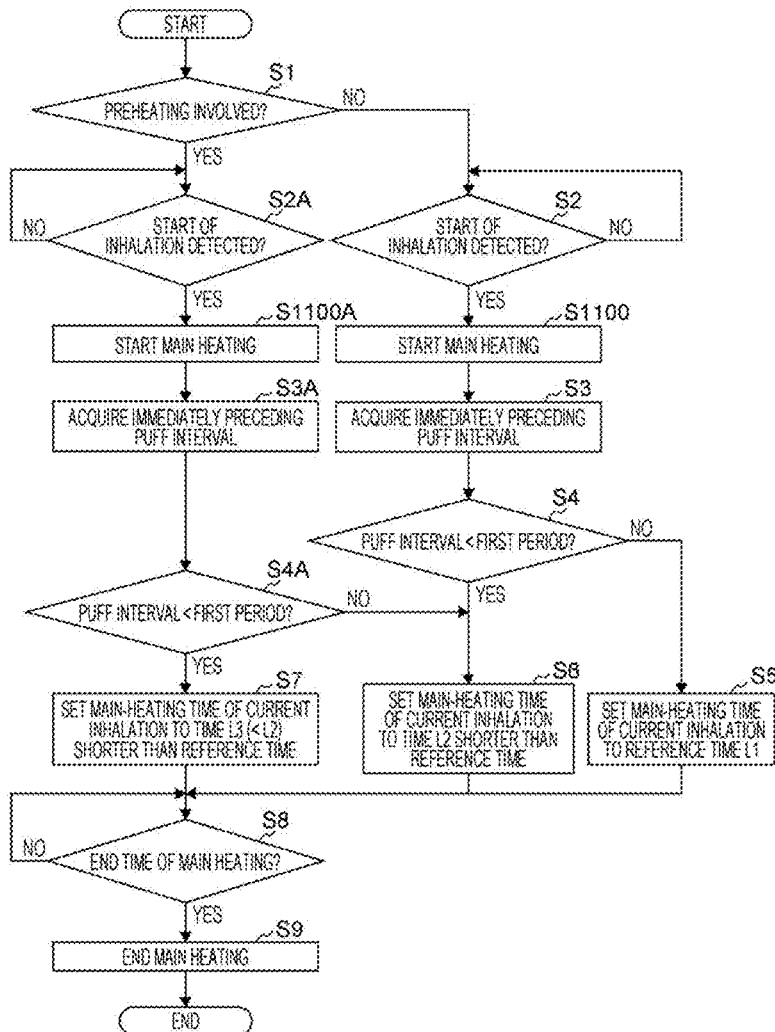 START
S1
PREHEATING INVOLVED?
NO
YES
S2A
S2
NO
START OF
INHALATION DETECTED?
START OF
INHALATION DETECTED?
NO
YES
YES
S1100A
S1100
START MAIN HEATING
START MAIN HEATING
S3A
S3
ACQUIRE IMMEDIATELY PRECEDING
PUFF INTERVAL
ACQUIRE IMMEDIATELY PRECEDING
PUFF INTERVAL
S4
PUFF INTERVAL < FIRST PERIOD?
NO
YES
S4A
PUFF INTERVAL < FIRST PERIOD?
NO
YES
S7
S6
S5
SET MAIN-HEATING TIME OF CURRENT
INHALATION TO TIME L3 (< L2)
SHORTER THAN REFERENCE TIME
SET MAIN-HEATING TIME
OF CURRENT INHALATION
TO TIME L2 SHORTER THAN
REFERENCE TIME
SET MAIN-HEATING TIME
OF CURRENT INHALATION
TO REFERENCE TIME L1
S8
NO
END TIME OF MAIN HEATING?
YES
S9
END MAIN HEATING
END